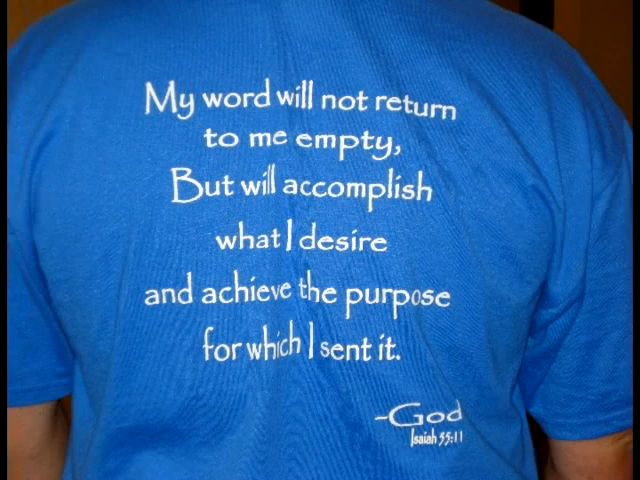 My word will not return
to me empty,
But will accomplish
what I desire
and achieve the purpose
for which I sent it.
-God
Isaiah 55:11